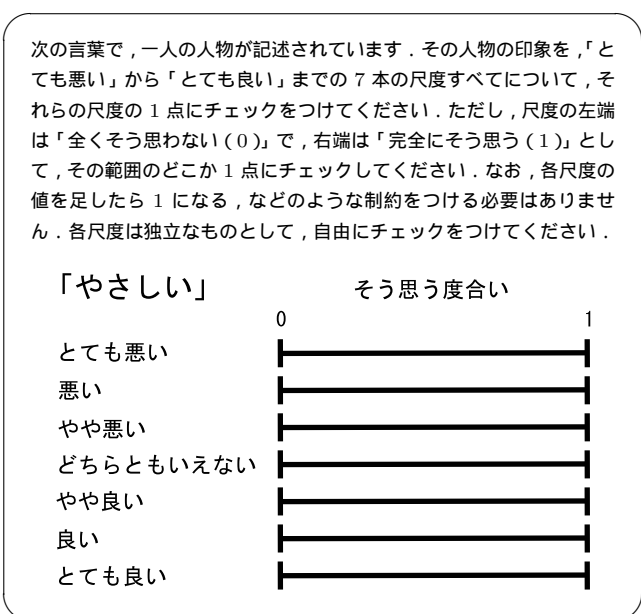 次の言葉で，一人の人物が記述されています．その人物の印象を，「と
ても悪い」から「とても良い」までの 7 本の尺度すべてについて，そ
れらの尺度の 1 点にチェックをつけてください．ただし，尺度の左端
は「全くそう思わない ( 0 )」で，右端は「完全にそう思う ( 1 )」とし
て，その範囲のどこか 1 点にチェックしてください．なお，各尺度の
値を足したら 1 になる，などのような制約をつける必要はありませ
ん．各尺度は独立なものとして，自由にチェックをつけてください．
「やさしい」 そう思う度合い
0 1
とても悪い
悪い
やや悪い
どちらともいえない
やや良い
良い
とても良い